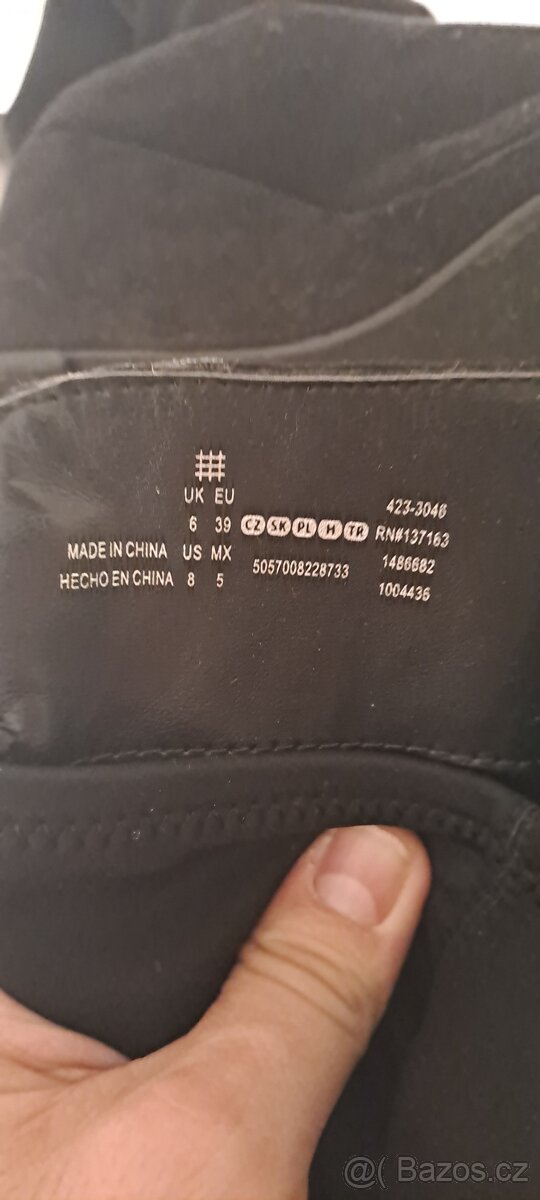 UK EU
6 39
MADE IN CHINA US MX
HECHO EN CHINA 8 5
CZ SK PL H TR
5057008228733
423-3046
RN#137163
1486682
1004436
@( Bazos.cz